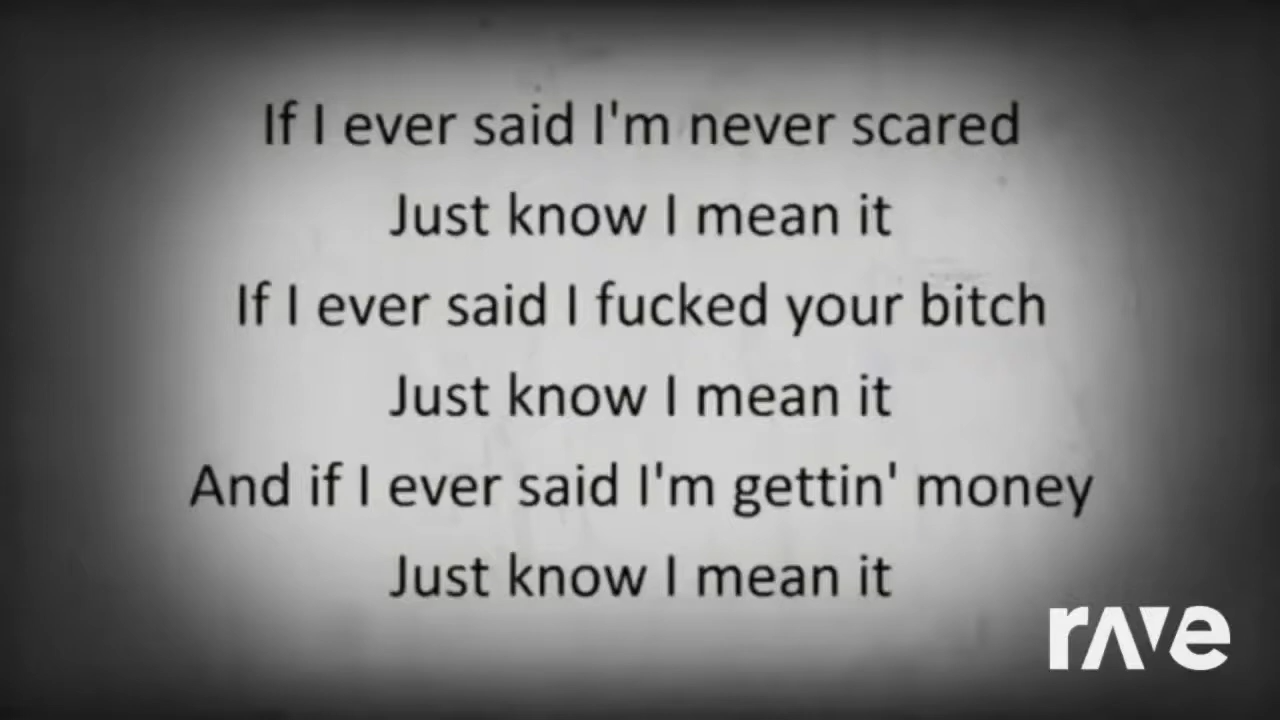 If I ever said I'm never scared
Just know I mean it
If I ever said I fucked your bitch
Just know I mean it
And if I ever said I'm gettin' money
Just know I mean it
rave